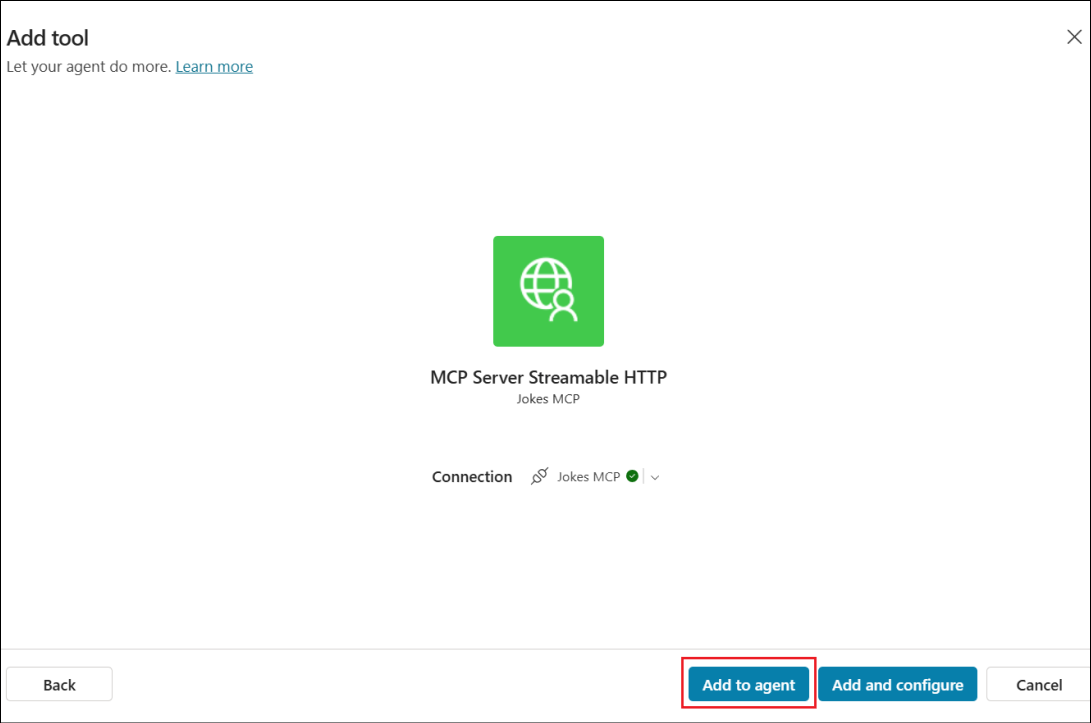 Add tool
Let your agent do more. Learn more
MCP Server Streamable HTTP
Jokes MCP
Connection Jokes MCP
Back Add to agent Add and configure Cancel